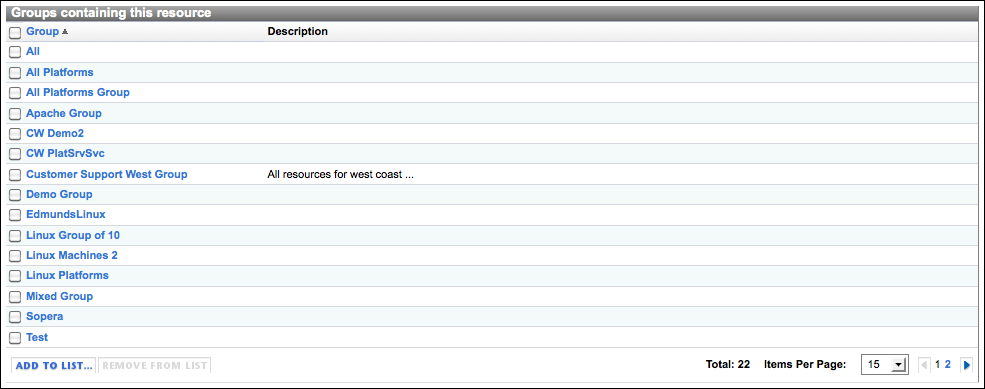 Groups containing this resource
Group Description
All
All Platforms
All Platforms Group
Apache Group
CW Demo2
CW PlatSrvSvc
Customer Support West Group All resources for west coast ...
Demo Group
EdmundsLinux
Linux Group of 10
Linux Machines 2
Linux Platforms
Mixed Group
Sopera
Test
ADD TO LIST... REMOVE FROM LIST Total: 22 Items Per Page: 15 1 2